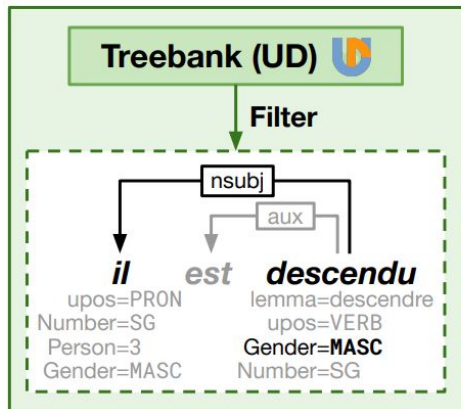 Treebank (UD)
Filter
nsubj
aux
il est descendu
upos=PRON lemma=descendre
Number=SG upos=VERB
Person=3 Gender=MASC
Gender=MASC Number=SG